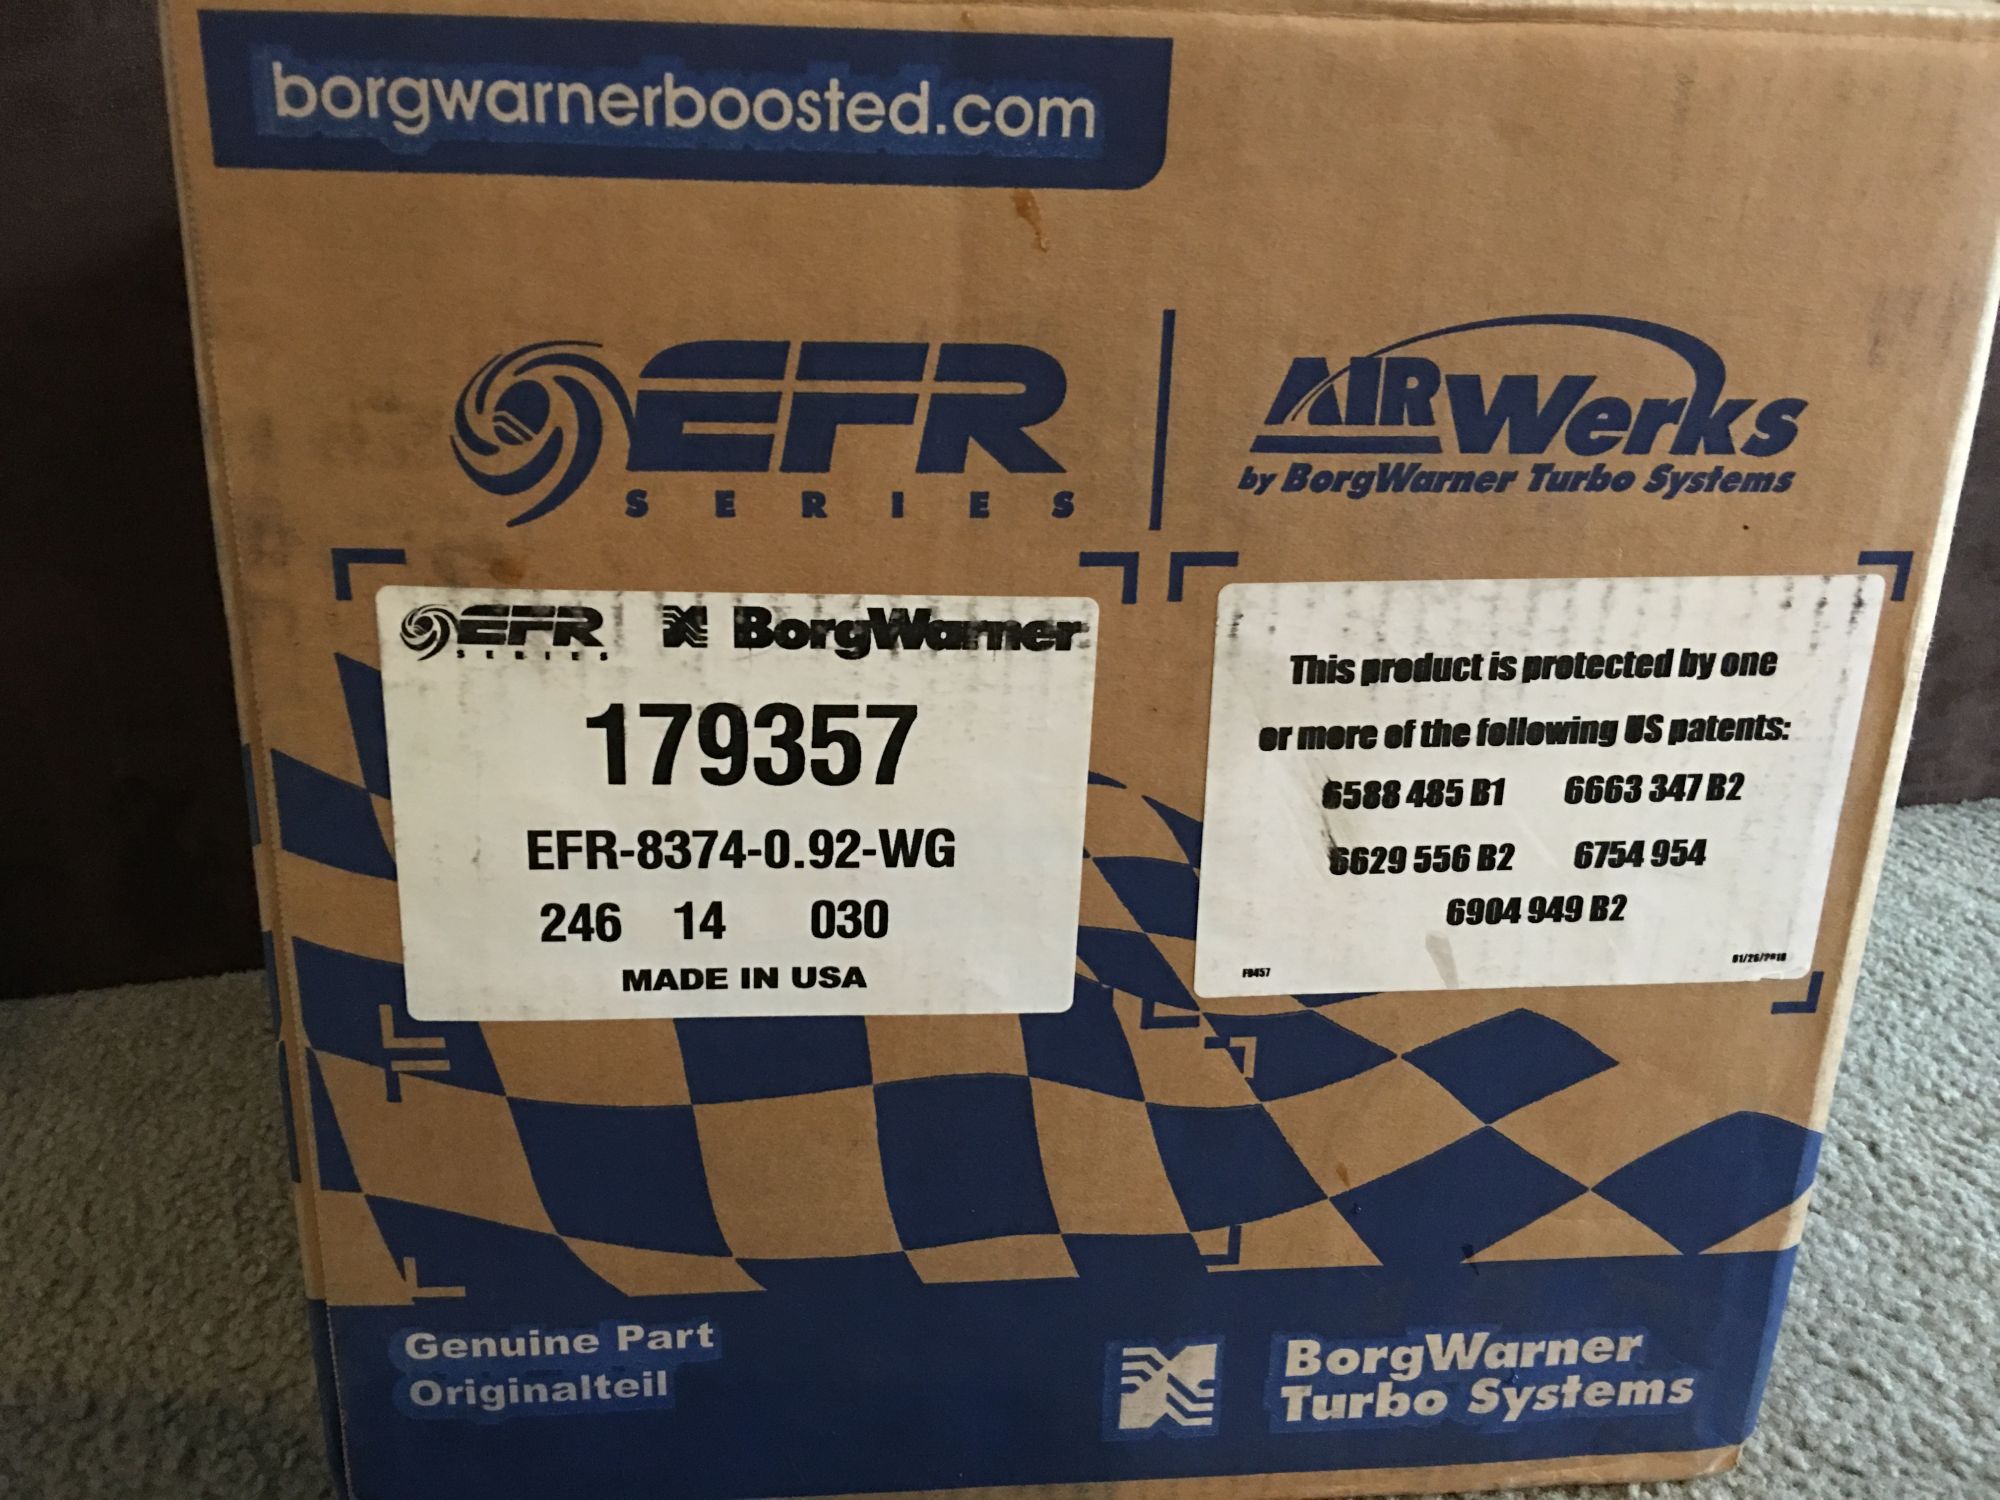 borgwarnerboosted.com
EFR
SERIES
AIRWerks
by BorgWarner Turbo Systems
EFR BorgWarner
SERIES
179357
EFR-8374-0.92-WG
246 14 030
MADE IN USA
This product is protected by one
or more of the following US patents:
6588 485 B1 6663 347 B2
6629 556 B2 6754 954
6904 949 B2
F9457
Genuine Part
Originalteil
BorgWarner
Turbo Systems